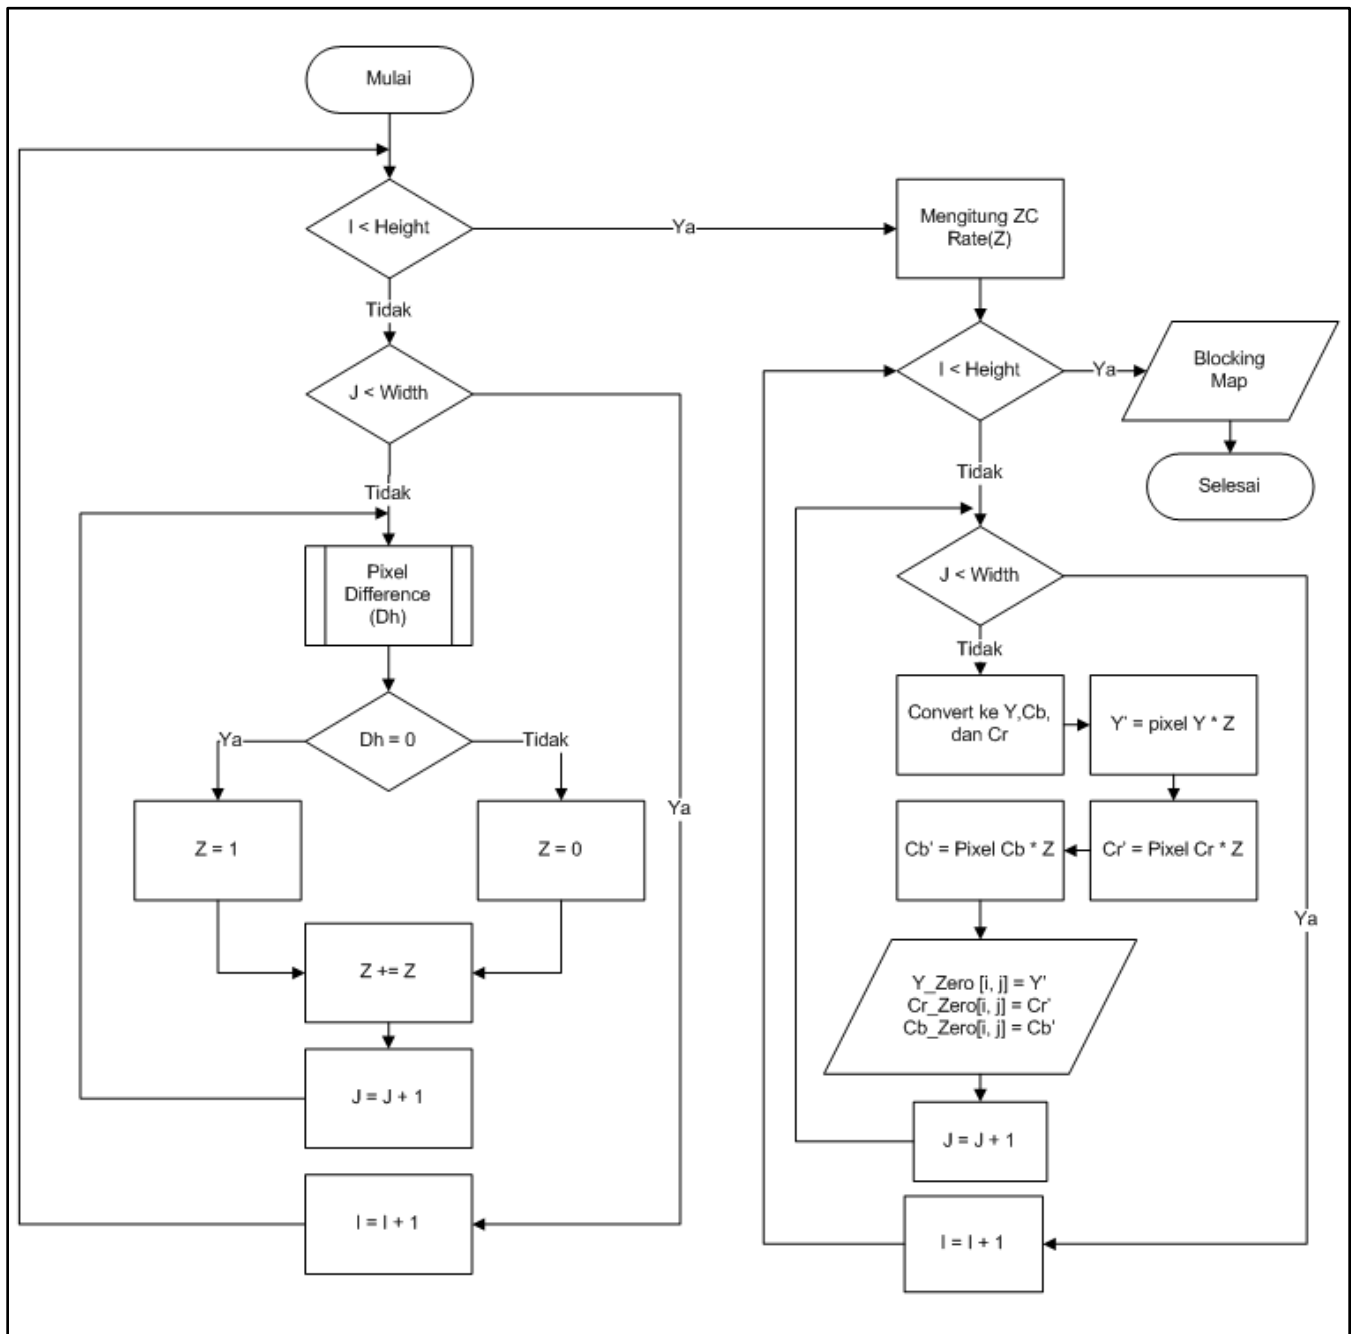 Mulai
I < Height
Ya
Tidak
J < Width
Tidak
Pixel
Difference
(Dh)
Dh = 0
Ya
Tidak
Z = 1
Z = 0
Z += Z
J = J + 1
I = I + 1
Ya
Mengitung ZC
Rate(Z)
I < Height
Ya
Blocking
Map
Selesai
Tidak
J < Width
Tidak
Convert ke Y,Cb,
dan Cr
Y' = pixel Y * Z
Cr' = Pixel Cr * Z
Cb' = Pixel Cb * Z
Y_Zero [i, j] = Y'
Cr_Zero[i, j] = Cr'
Cb_Zero[i, j] = Cb'
J = J + 1
I = I + 1
Ya